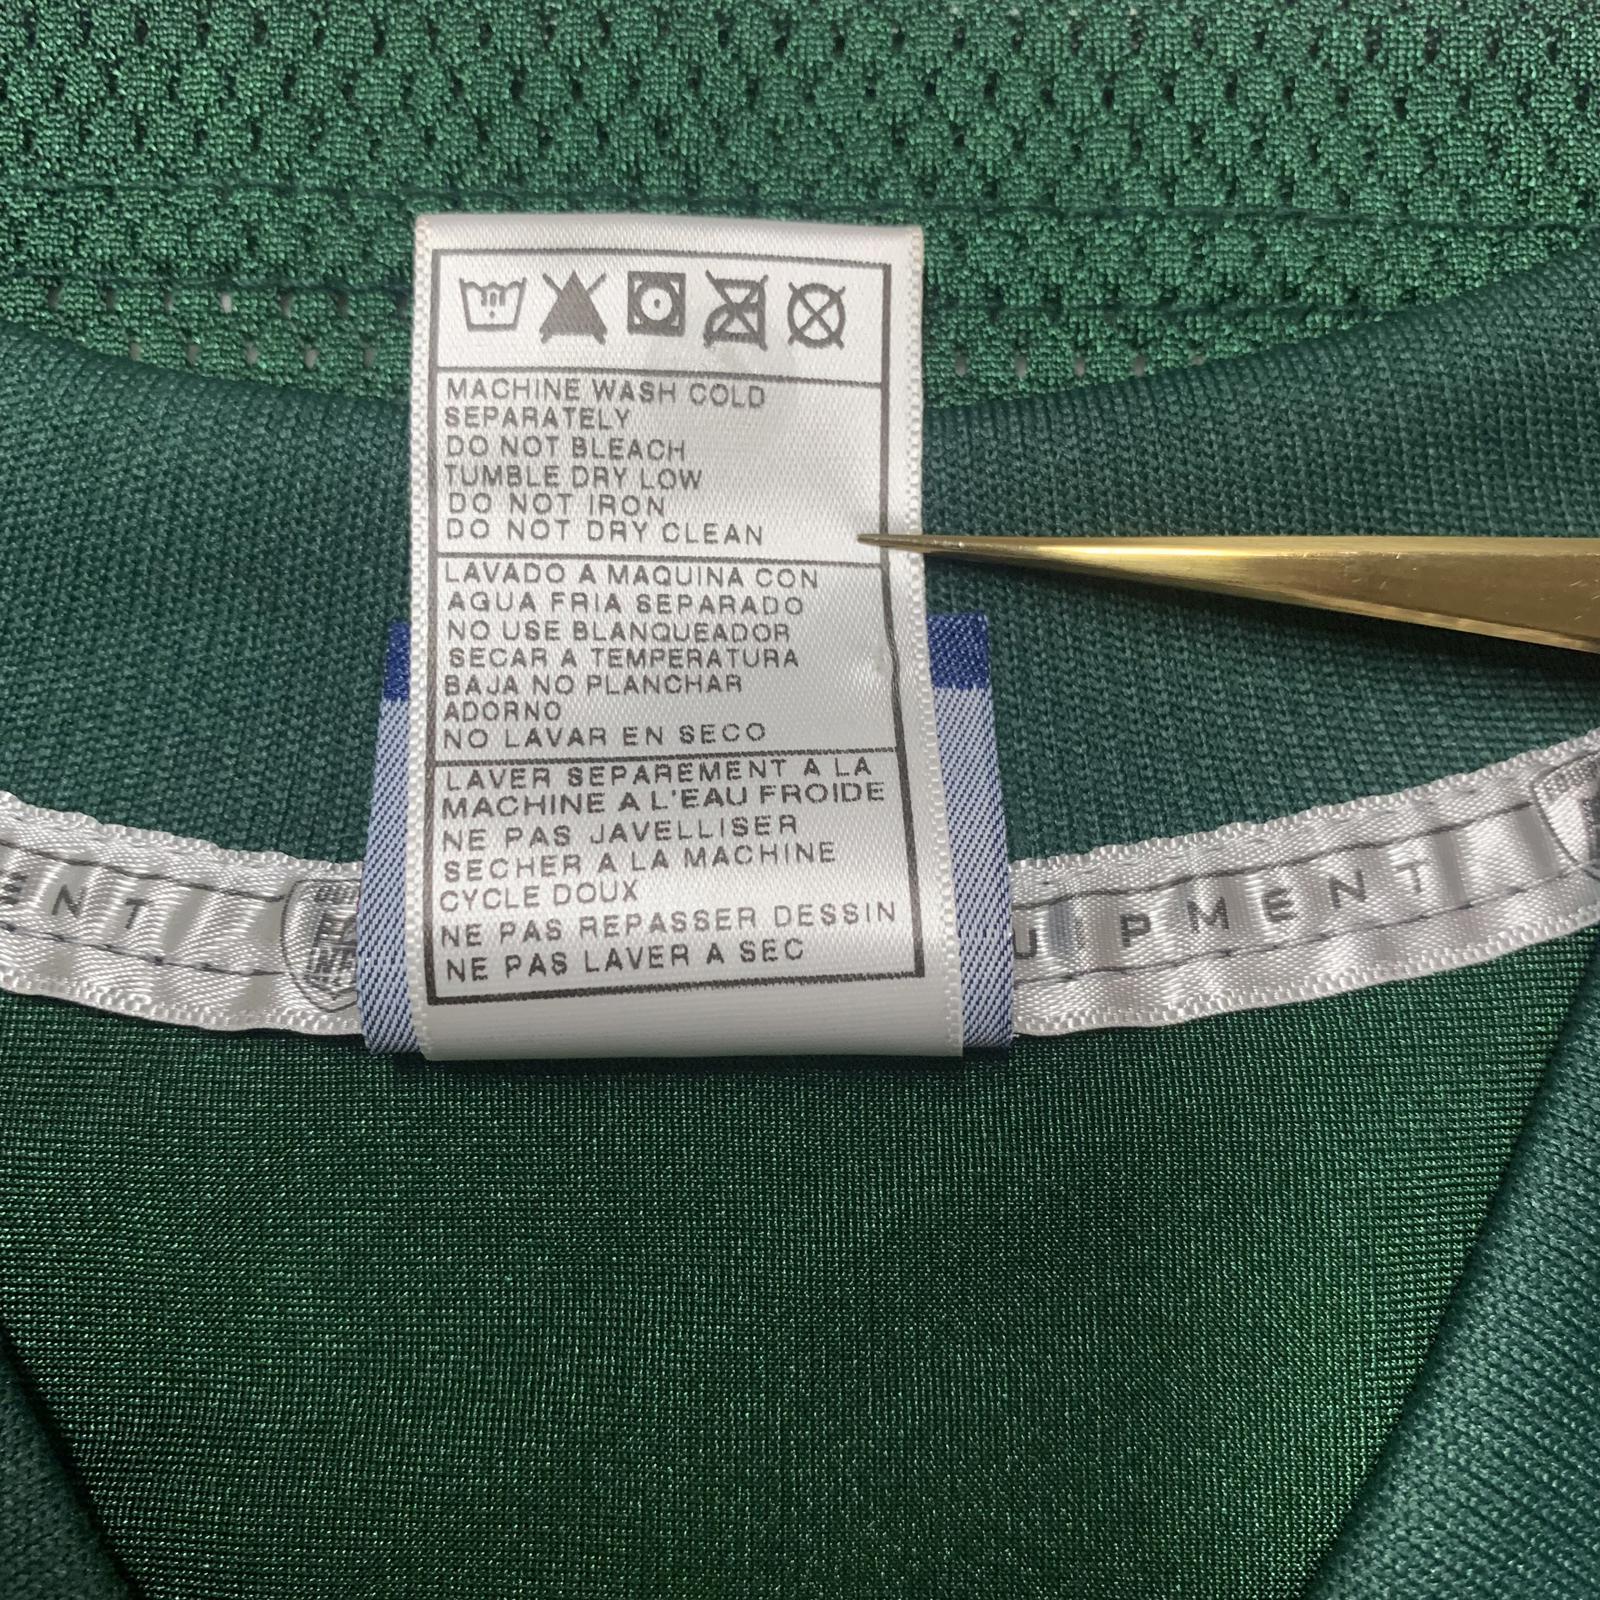 MACHINE WASH COLD
SEPARATELY
DO NOT BLEACH
TUMBLE DRY LOW
DO NOT IRON
DO NOT DRY CLEAN
LAVADO A MAQUINA CON
AGUA FRIA SEPARADO
NO USE BLANQUEADOR
SECAR A TEMPERATURA
BAJA NO PLANCHAR
ADORNO
NO LAVAR EN SECO
LAVER SEPAREMENT A LA
MACHINE A L'EAU FROIDE
NE PAS JAVELLISER
SECHER A LA MACHINE
CYCLE DOUX
NE PAS REPASSER DESSIN
NE PAS LAVER A SEC
ENT
UIPMENT